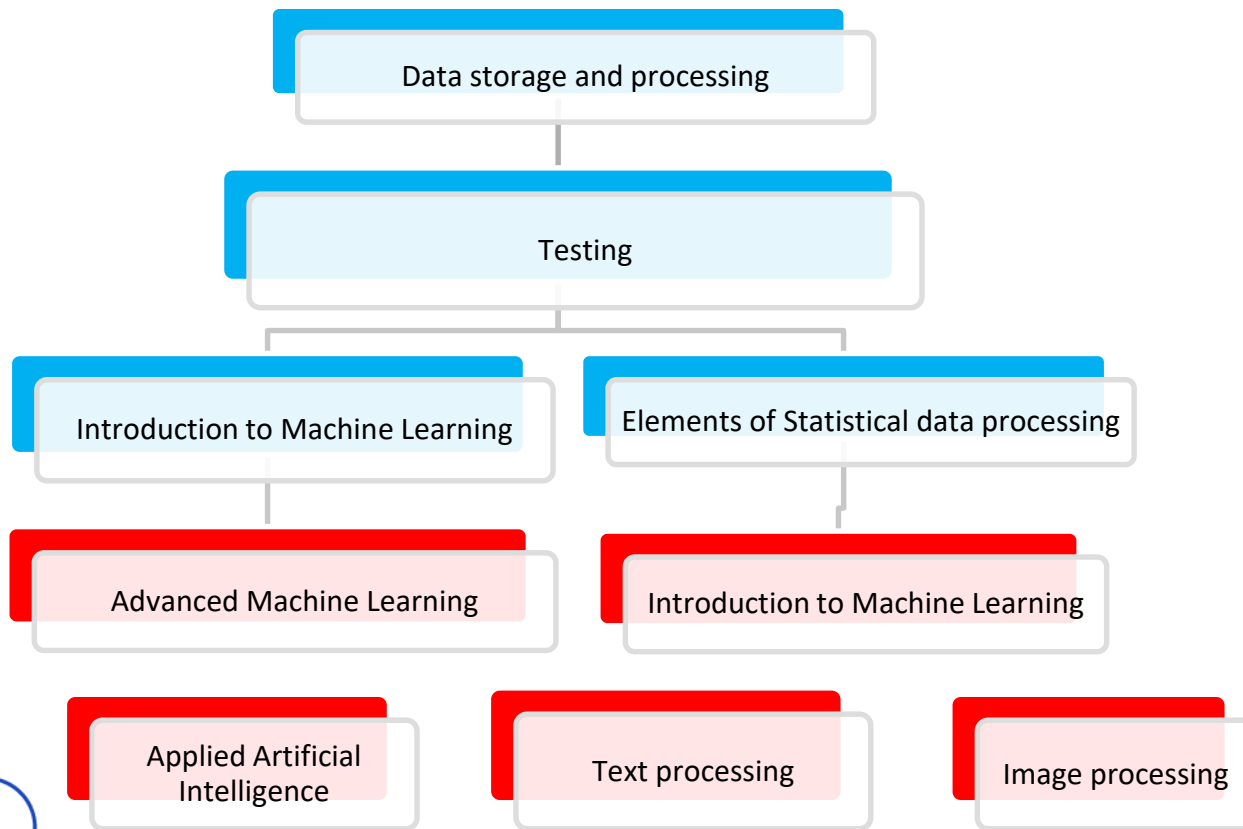 Data storage and processing
Testing
Introduction to Machine Learning
Elements of Statistical data processing
Advanced Machine Learning
Introduction to Machine Learning
Applied Artificial
Intelligence
Text processing
Image processing